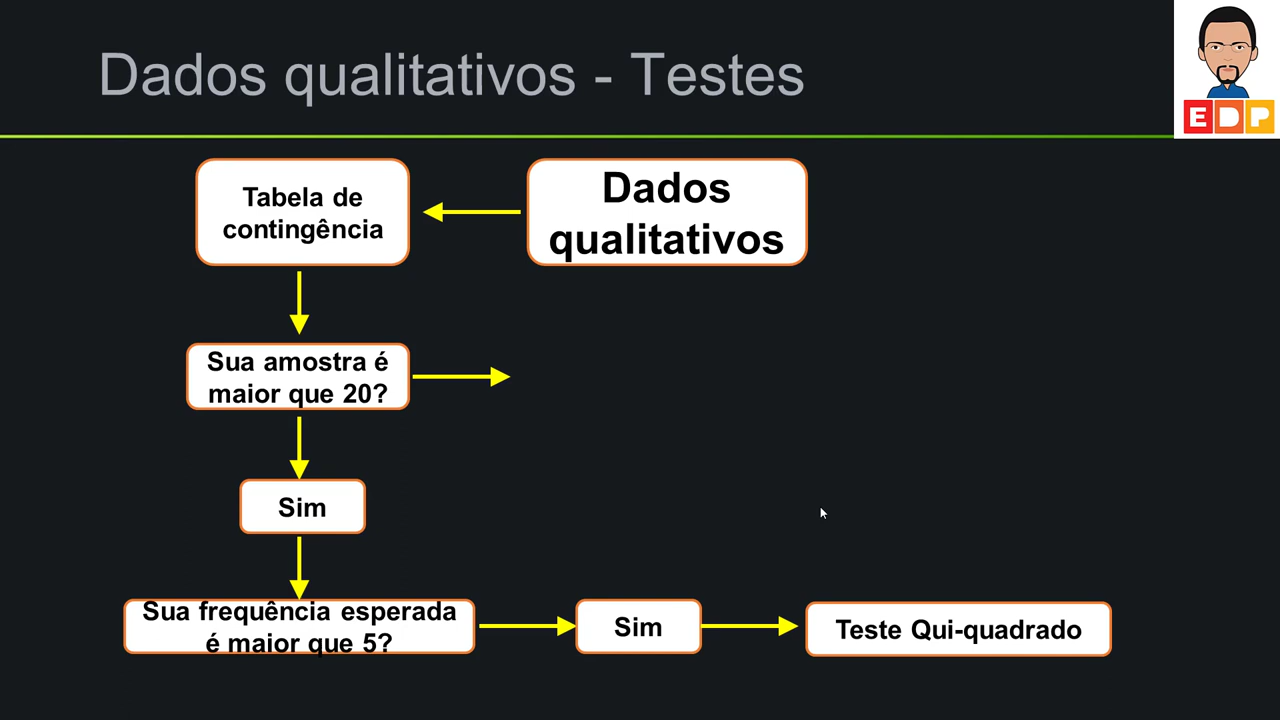 Dados qualitativos - Testes
EDP
Tabela de
contingência
Dados
qualitativos
Sua amostra é
maior que 20?
Sim
Sua frequência esperada
é maior que 5?
Sim
Teste Qui-quadrado